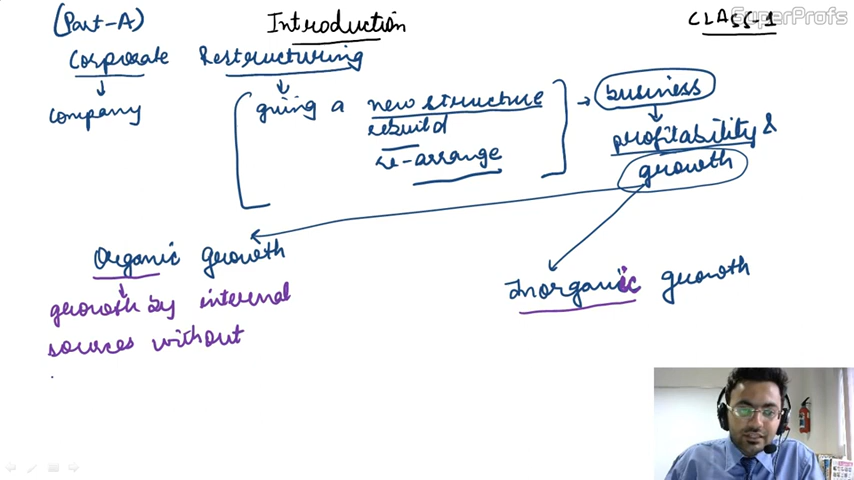 (Part-A)
Introduction
CLASS-1
SuperProfs
Corporate Restructuring
company
giving a new structure
rebuild
re-arrange
business
profitability &
growth
Organic growth
growth by internal
sources without
Inorganic growth